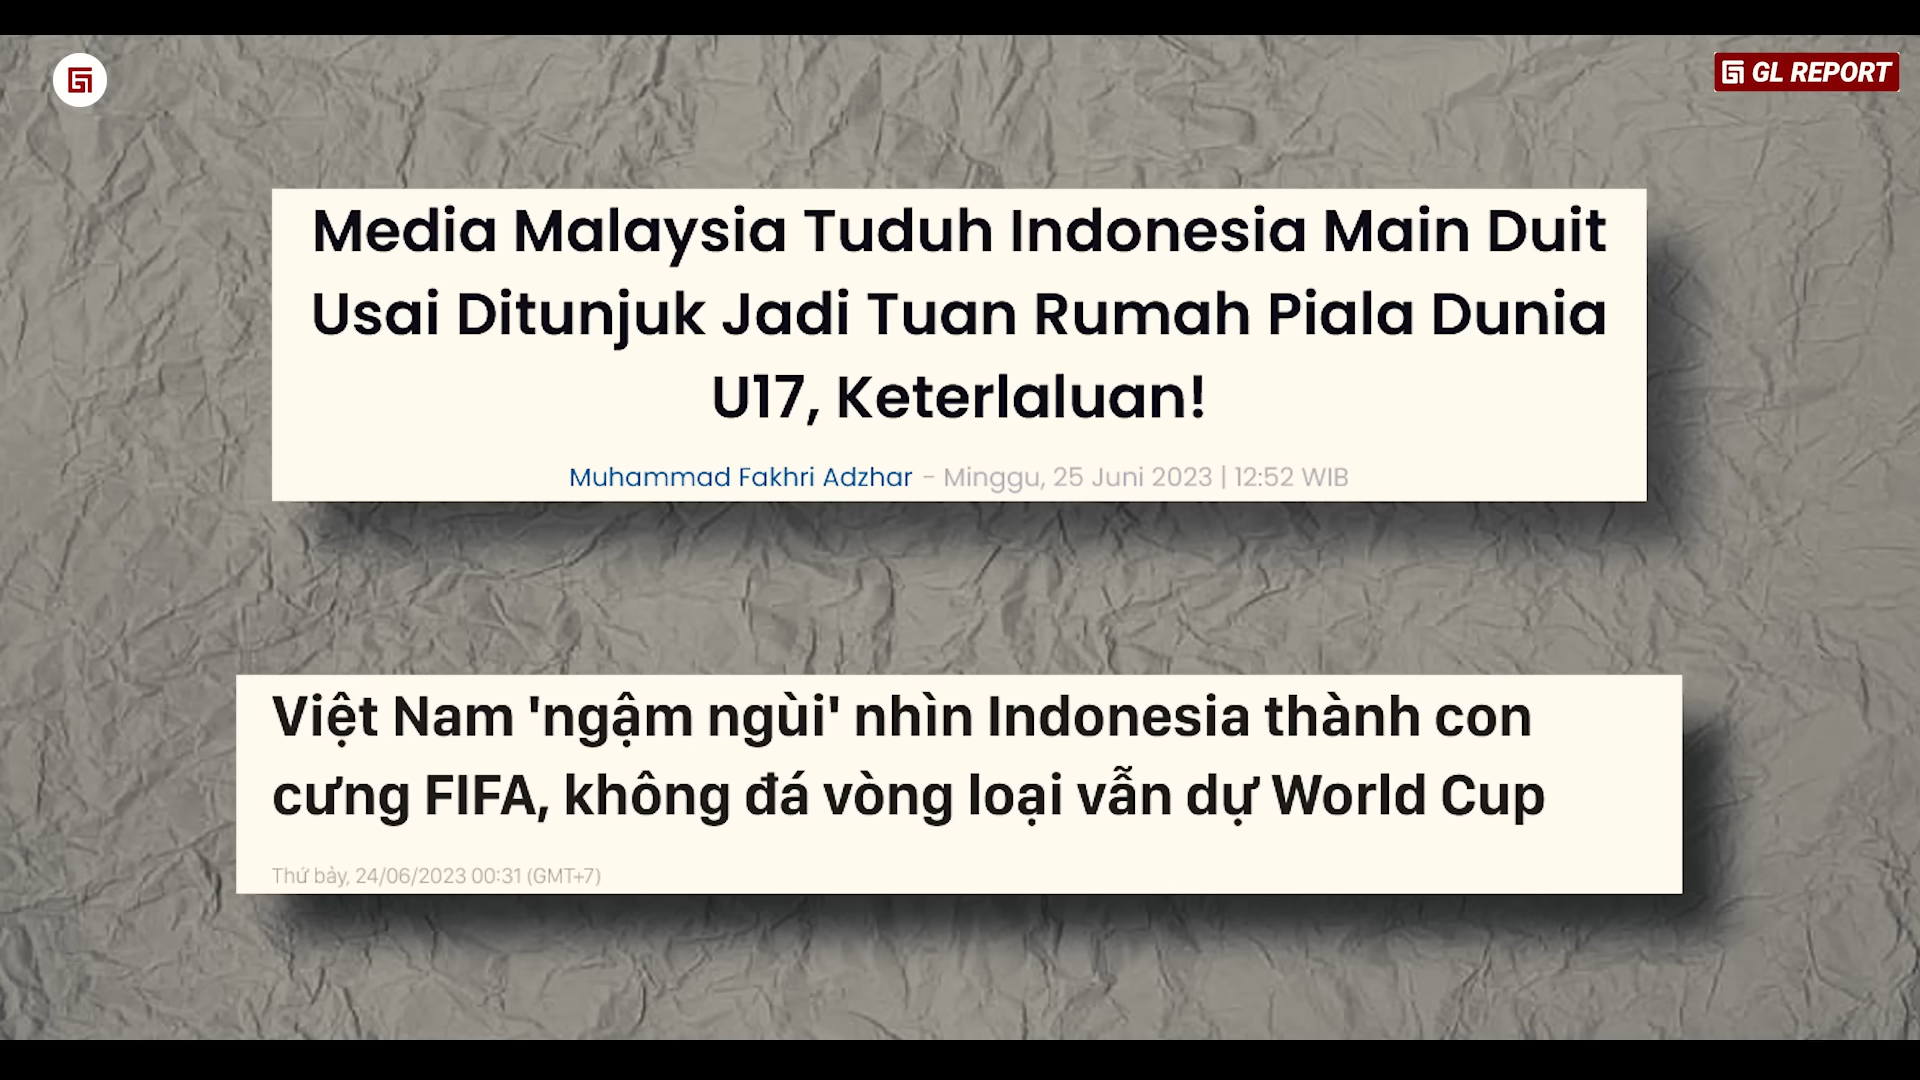 GL REPORT
Media Malaysia Tuduh Indonesia Main Duit
Usai Ditunjuk Jadi Tuan Rumah Piala Dunia
U17, Keterlaluan!
Muhammad Fakhri Adzhar - Minggu, 25 Juni 2023 | 12:52 WIB
Việt Nam 'ngậm ngùi' nhìn Indonesia thành con
cưng FIFA, không đá vòng loại vẫn dự World Cup
Thứ bảy, 24/06/2023 00:31 (GMT+7)